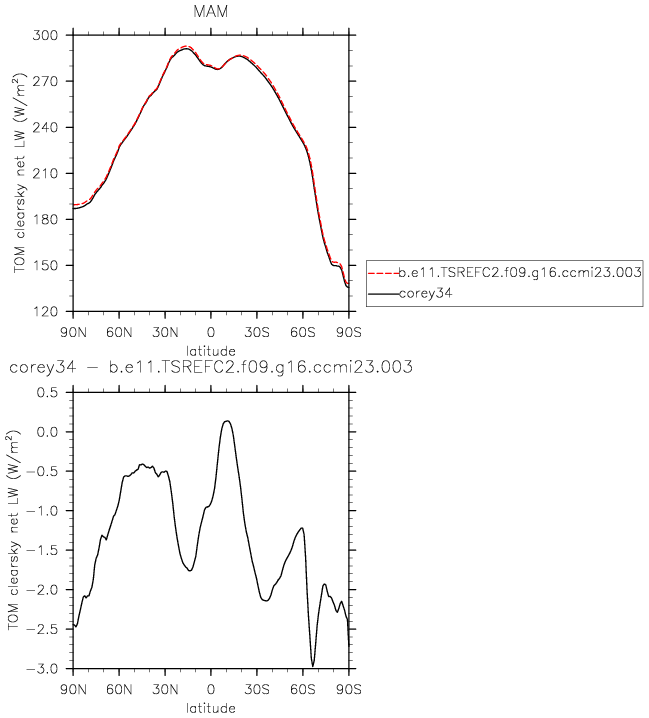 MAM
TOM clearsky net LW (W/m²)
300
270
240
210
180
150
120
90N 60N 30N 0 30S 60S 90S
latitude
b.e11.TSREFC2.f09.g16.ccmi23.003
corey34
corey34 − b.e11.TSREFC2.f09.g16.ccmi23.003
TOM clearsky net LW (W/m²)
0.5
0.0
−0.5
−1.0
−1.5
−2.0
−2.5
−3.0
90N 60N 30N 0 30S 60S 90S
latitude